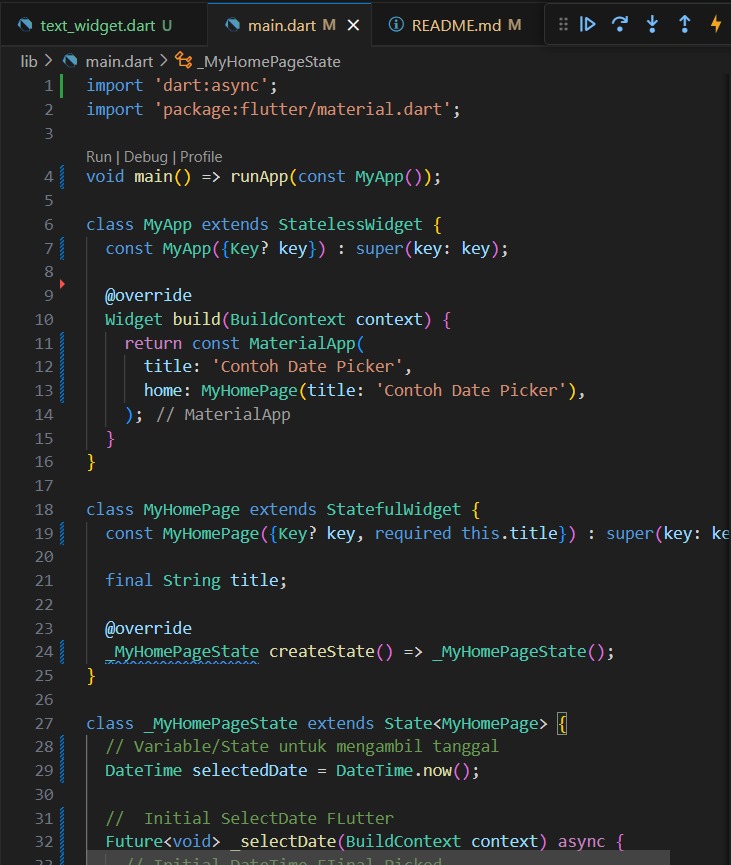 text_widget.dart U
main.dart M
README.md M
lib > main.dart > _MyHomePageState
1 import 'dart:async';
2 import 'package:flutter/material.dart';
3
Run | Debug | Profile
4 void main() => runApp(const MyApp());
5
6 class MyApp extends StatelessWidget {
7 const MyApp({Key? key}) : super(key: key);
8
9 @override
10 Widget build(BuildContext context) {
11 return const MaterialApp(
12 title: 'Contoh Date Picker',
13 home: MyHomePage(title: 'Contoh Date Picker'),
14 ); // MaterialApp
15 }
16 }
17
18 class MyHomePage extends StatefulWidget {
19 const MyHomePage({Key? key, required this.title}) : super(key: ke
20
21 final String title;
22
23 @override
24 _MyHomePageState createState() => _MyHomePageState();
25 }
26
27 class _MyHomePageState extends State<MyHomePage> {
28 // Variable/State untuk mengambil tanggal
29 DateTime selectedDate = DateTime.now();
30
31 //  Initial SelectDate FLutter
32 Future<void> _selectDate(BuildContext context) async {
33 // Initial DateTime FIinal Picked